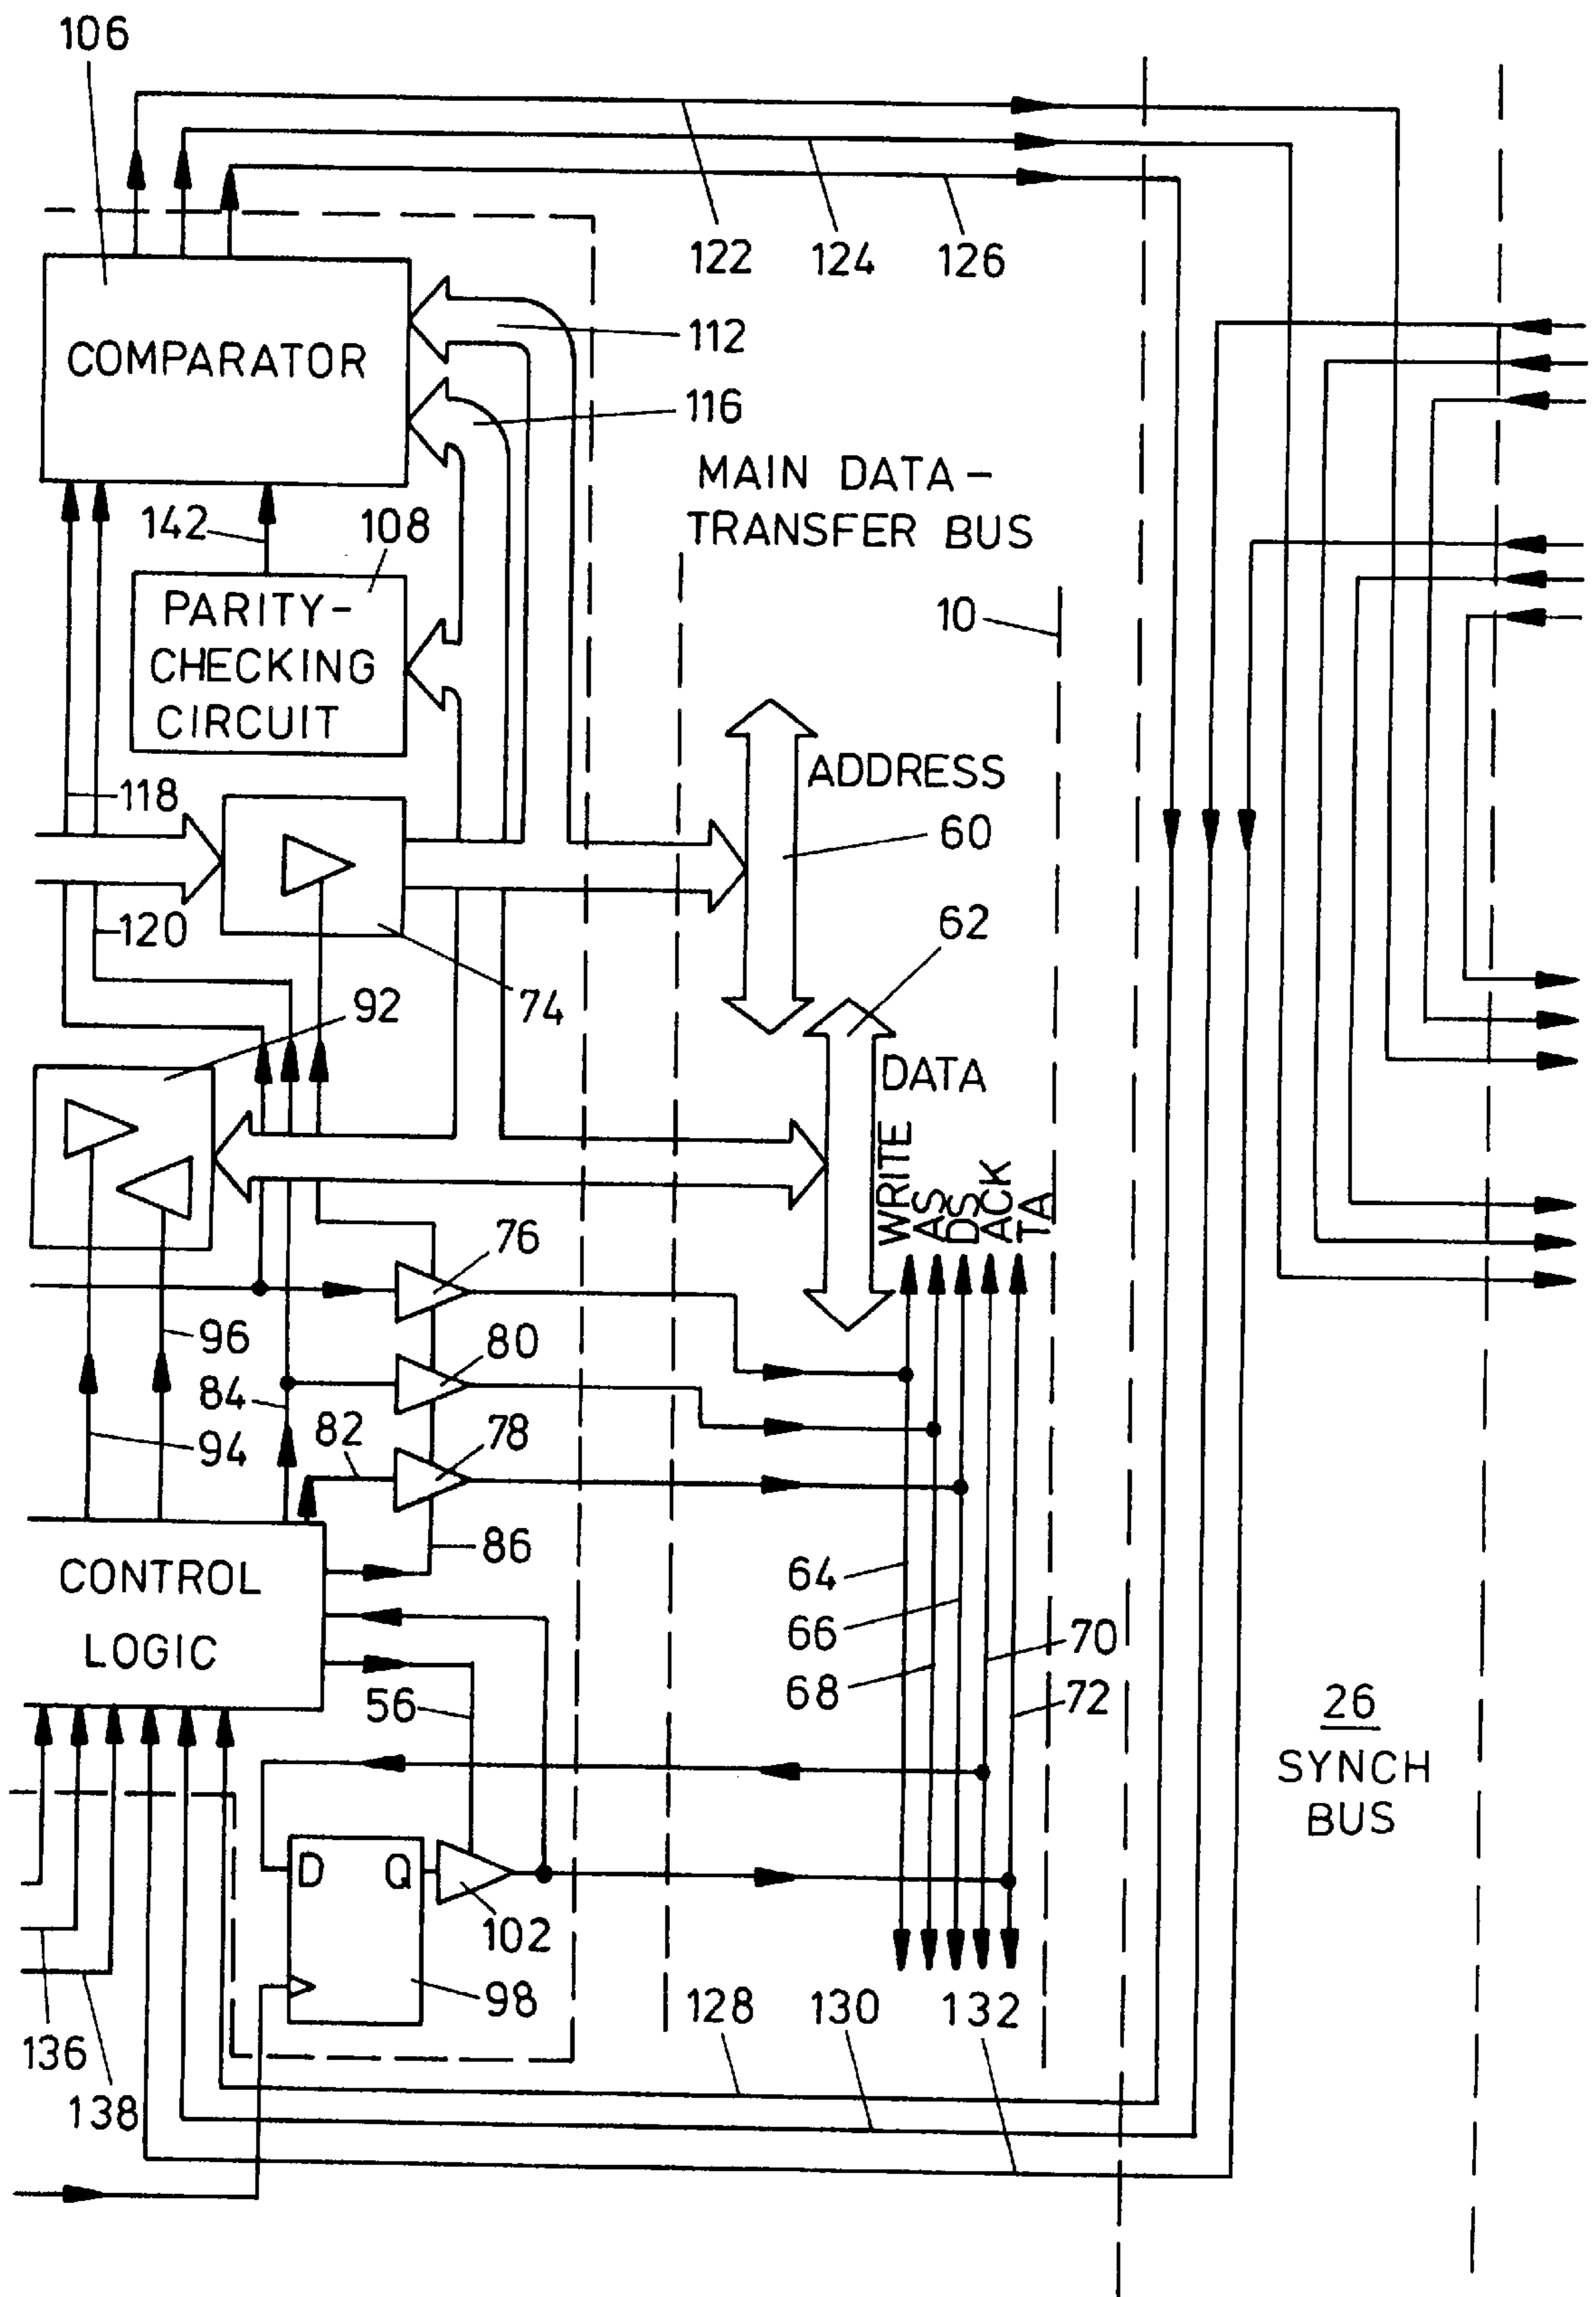 106
122
124
126
COMPARATOR
112
116
MAIN DATA-
TRANSFER BUS
142
108
PARITY-
CHECKING
CIRCUIT
10
118
ADDRESS
60
120
62
74
92
DATA
WRITE
AS
DS
ACK
TA
76
96
80
84
82
78
94
86
CONTROL
LOGIC
64
66
70
68
72
56
26
SYNCH
BUS
D
Q
102
98
128
130
132
136
138